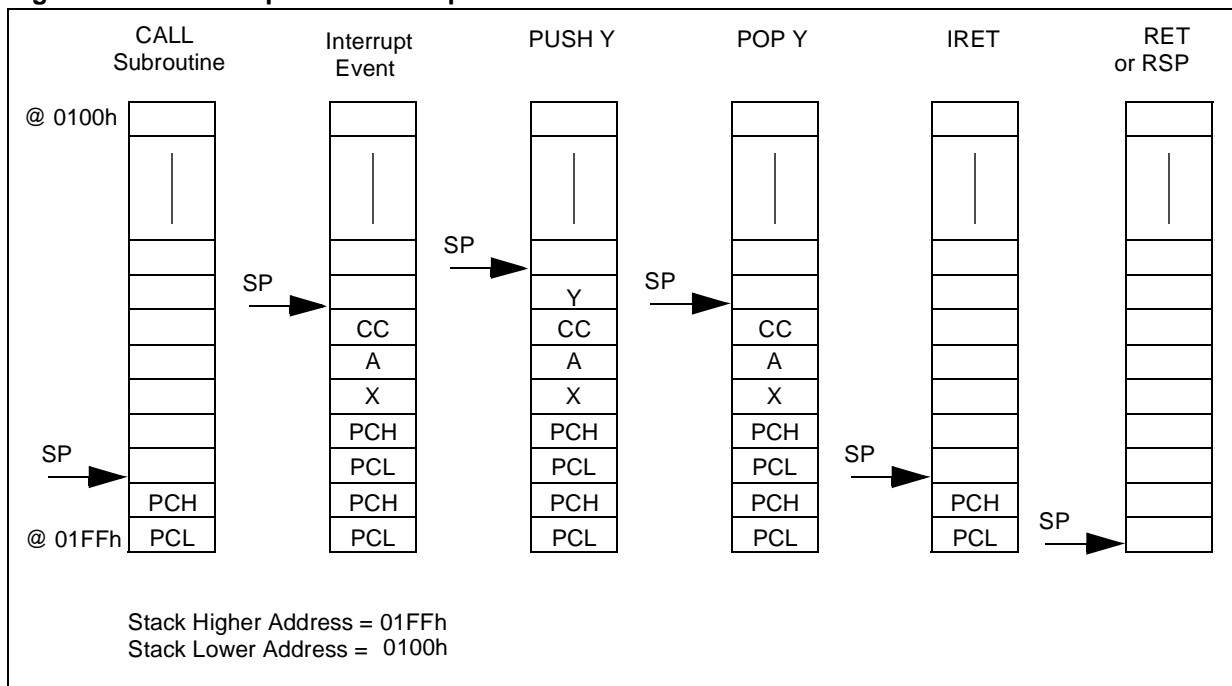 CALL
Subroutine
Interrupt
Event
PUSH Y
POP Y
IRET
RET
or RSP
@ 0100h
SP
SP
SP
Y
CC
CC
CC
A
A
A
X
X
X
PCH
PCH
PCH
SP
PCL
PCL
PCL
SP
PCH
PCH
PCH
PCH
PCH
SP
@ 01FFh
PCL
PCL
PCL
PCL
PCL
Stack Higher Address = 01FFh
Stack Lower Address = 0100h